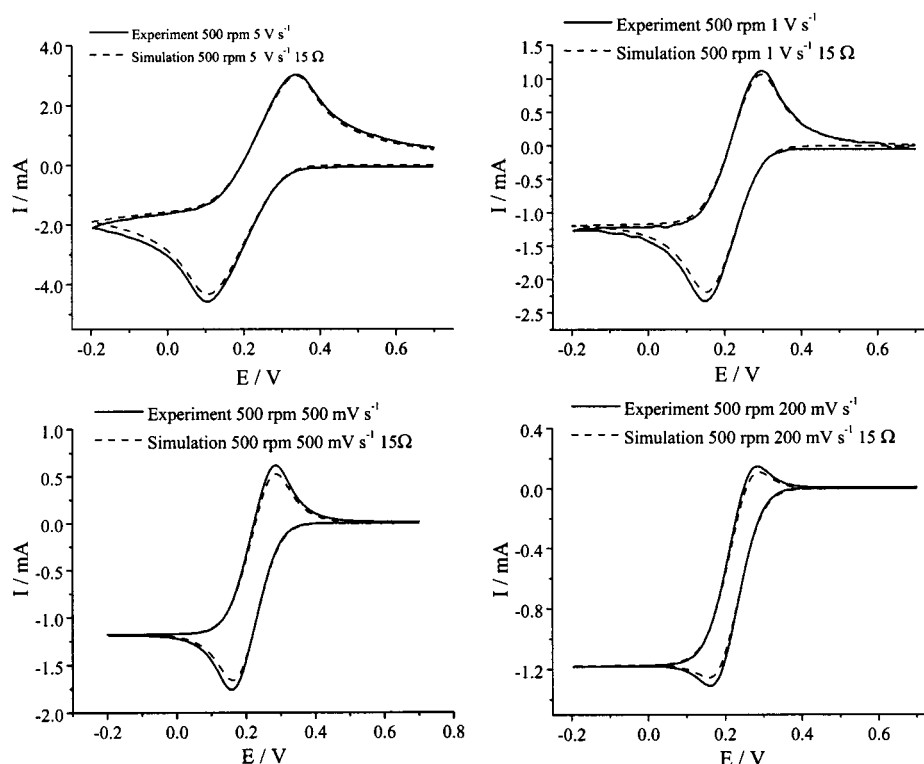 Experiment 500 rpm 5 V s⁻¹
Simulation 500 rpm 5 V s⁻¹ 15 Ω
4.0
2.0
0.0
-2.0
-4.0
I / mA
-0.2 0.0 0.2 0.4 0.6
E / V
Experiment 500 rpm 1 V s⁻¹
Simulation 500 rpm 1 V s⁻¹ 15 Ω
1.5
1.0
0.5
0.0
-0.5
-1.0
-1.5
-2.0
-2.5
I / mA
-0.2 0.0 0.2 0.4 0.6
E / V
Experiment 500 rpm 500 mV s⁻¹
Simulation 500 rpm 500 mV s⁻¹ 15Ω
1.0
0.5
0.0
-0.5
-1.0
-1.5
-2.0
I / mA
-0.2 0.0 0.2 0.4 0.6 0.8
E / V
Experiment 500 rpm 200 mV s⁻¹
Simulation 500 rpm 200 mV s⁻¹ 15 Ω
0.4
0.0
-0.4
-0.8
-1.2
I / mA
-0.2 0.0 0.2 0.4 0.6
E / V